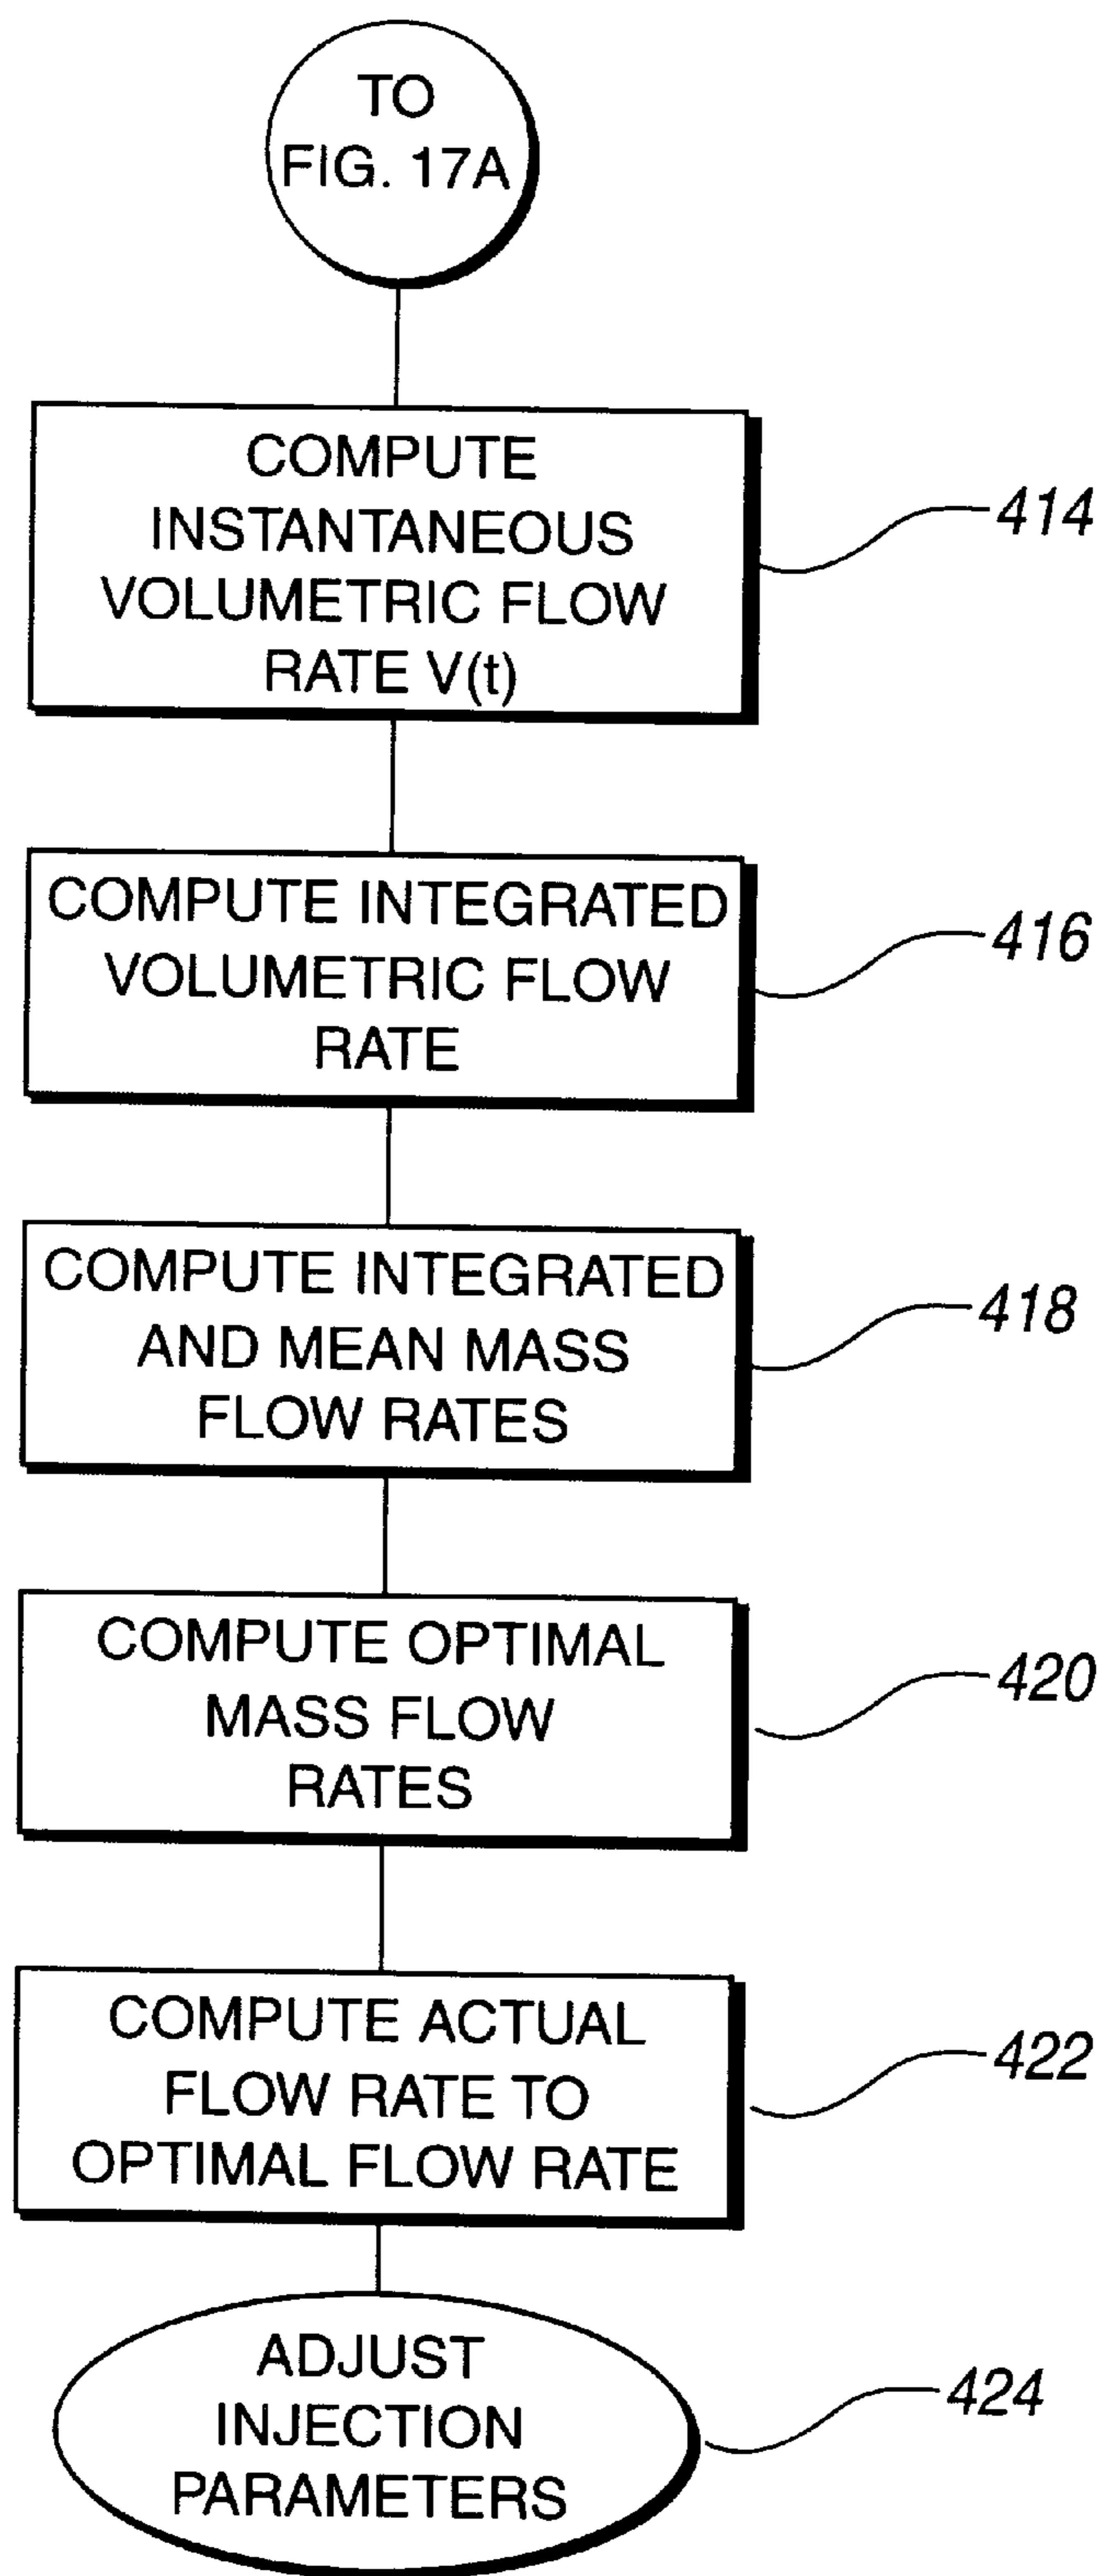 TO
FIG. 17A
COMPUTE
INSTANTANEOUS
VOLUMETRIC FLOW
RATE V(t)
414
COMPUTE INTEGRATED
VOLUMETRIC FLOW
RATE
416
COMPUTE INTEGRATED
AND MEAN MASS
FLOW RATES
418
COMPUTE OPTIMAL
MASS FLOW
RATES
420
COMPUTE ACTUAL
FLOW RATE TO
OPTIMAL FLOW RATE
422
ADJUST
INJECTION
PARAMETERS
424